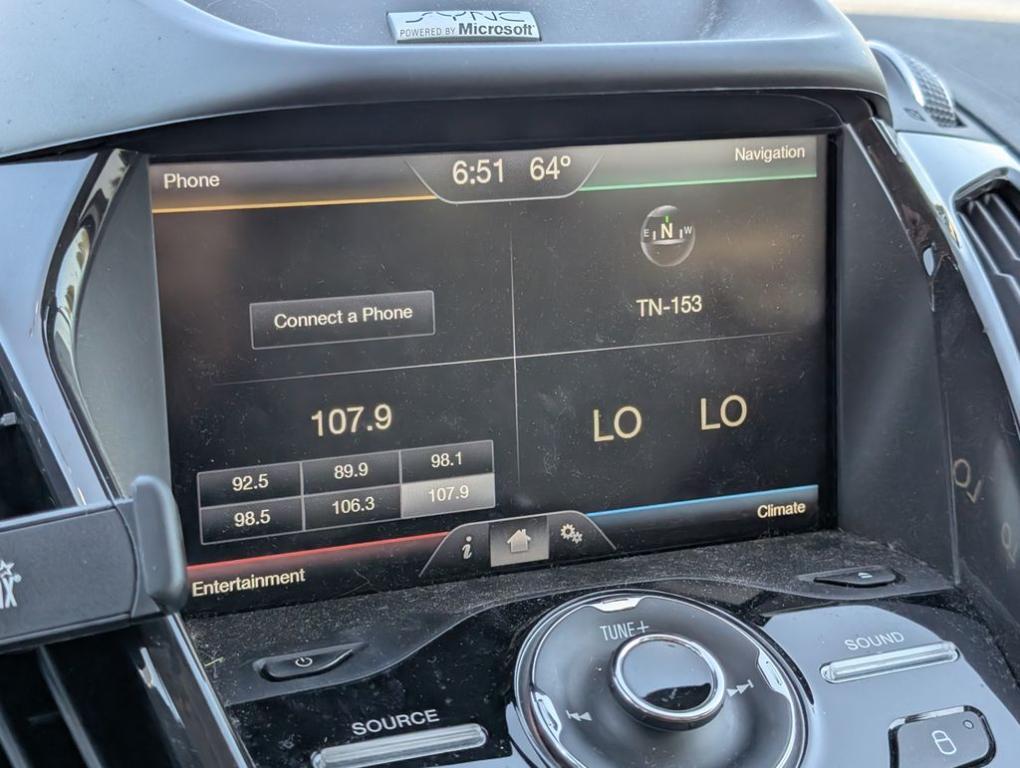 SYNC
POWERED BY Microsoft
Phone
6:51 64°
Navigation
E N W
Connect a Phone
TN-153
107.9
LO LO
92.5 89.9 98.1
98.5 106.3 107.9
i
Climate
Entertainment
TUNE+
SOUND
SOURCE